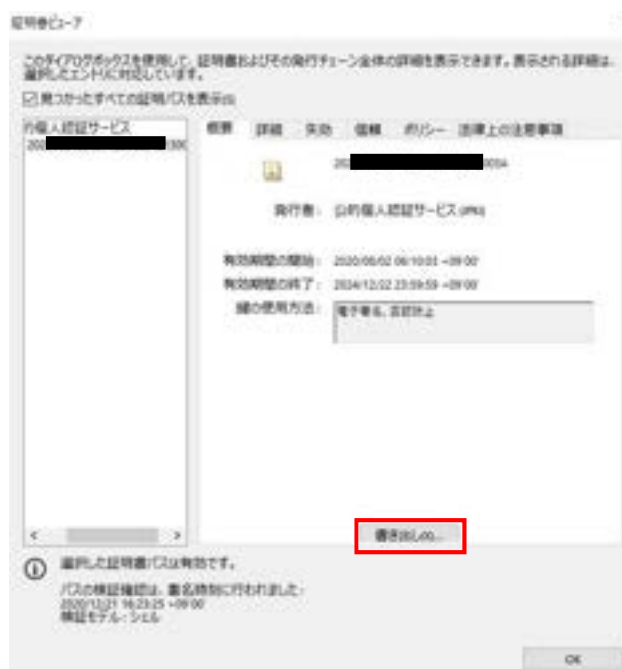 証明書ビューア
このダイアログボックスを使用して、証明書およびその発行チェーン全体の詳細を表示できます。表示される詳細は、
選択したエントリに対応しています。
見つかったすべての証明パスを表示
的個人認証サービス
概要 詳細 失効 信頼 ポリシー 法律上の注意事項
発行者: 公的個人認証サービス
有効期間の開始: 2020/06/02 +09'00'
有効期間の終了: 2024/12/02 23:59:59 +09'00'
鍵の使用方法: 電子署名、否認防止
書き出し
選択した証明書パスは有効です。
パスの検証確認は、署名時刻に行われました:
2020/12/21 16:23:25 +09'00'
検証モデル: シェル
OK